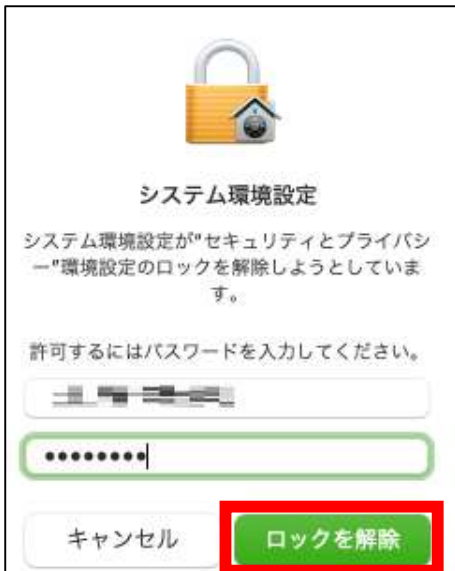 システム環境設定
システム環境設定が"セキュリティとプライバシ
ー"環境設定のロックを解除しようとしていま
す。
許可するにはパスワードを入力してください。
••••••••
キャンセル
ロックを解除